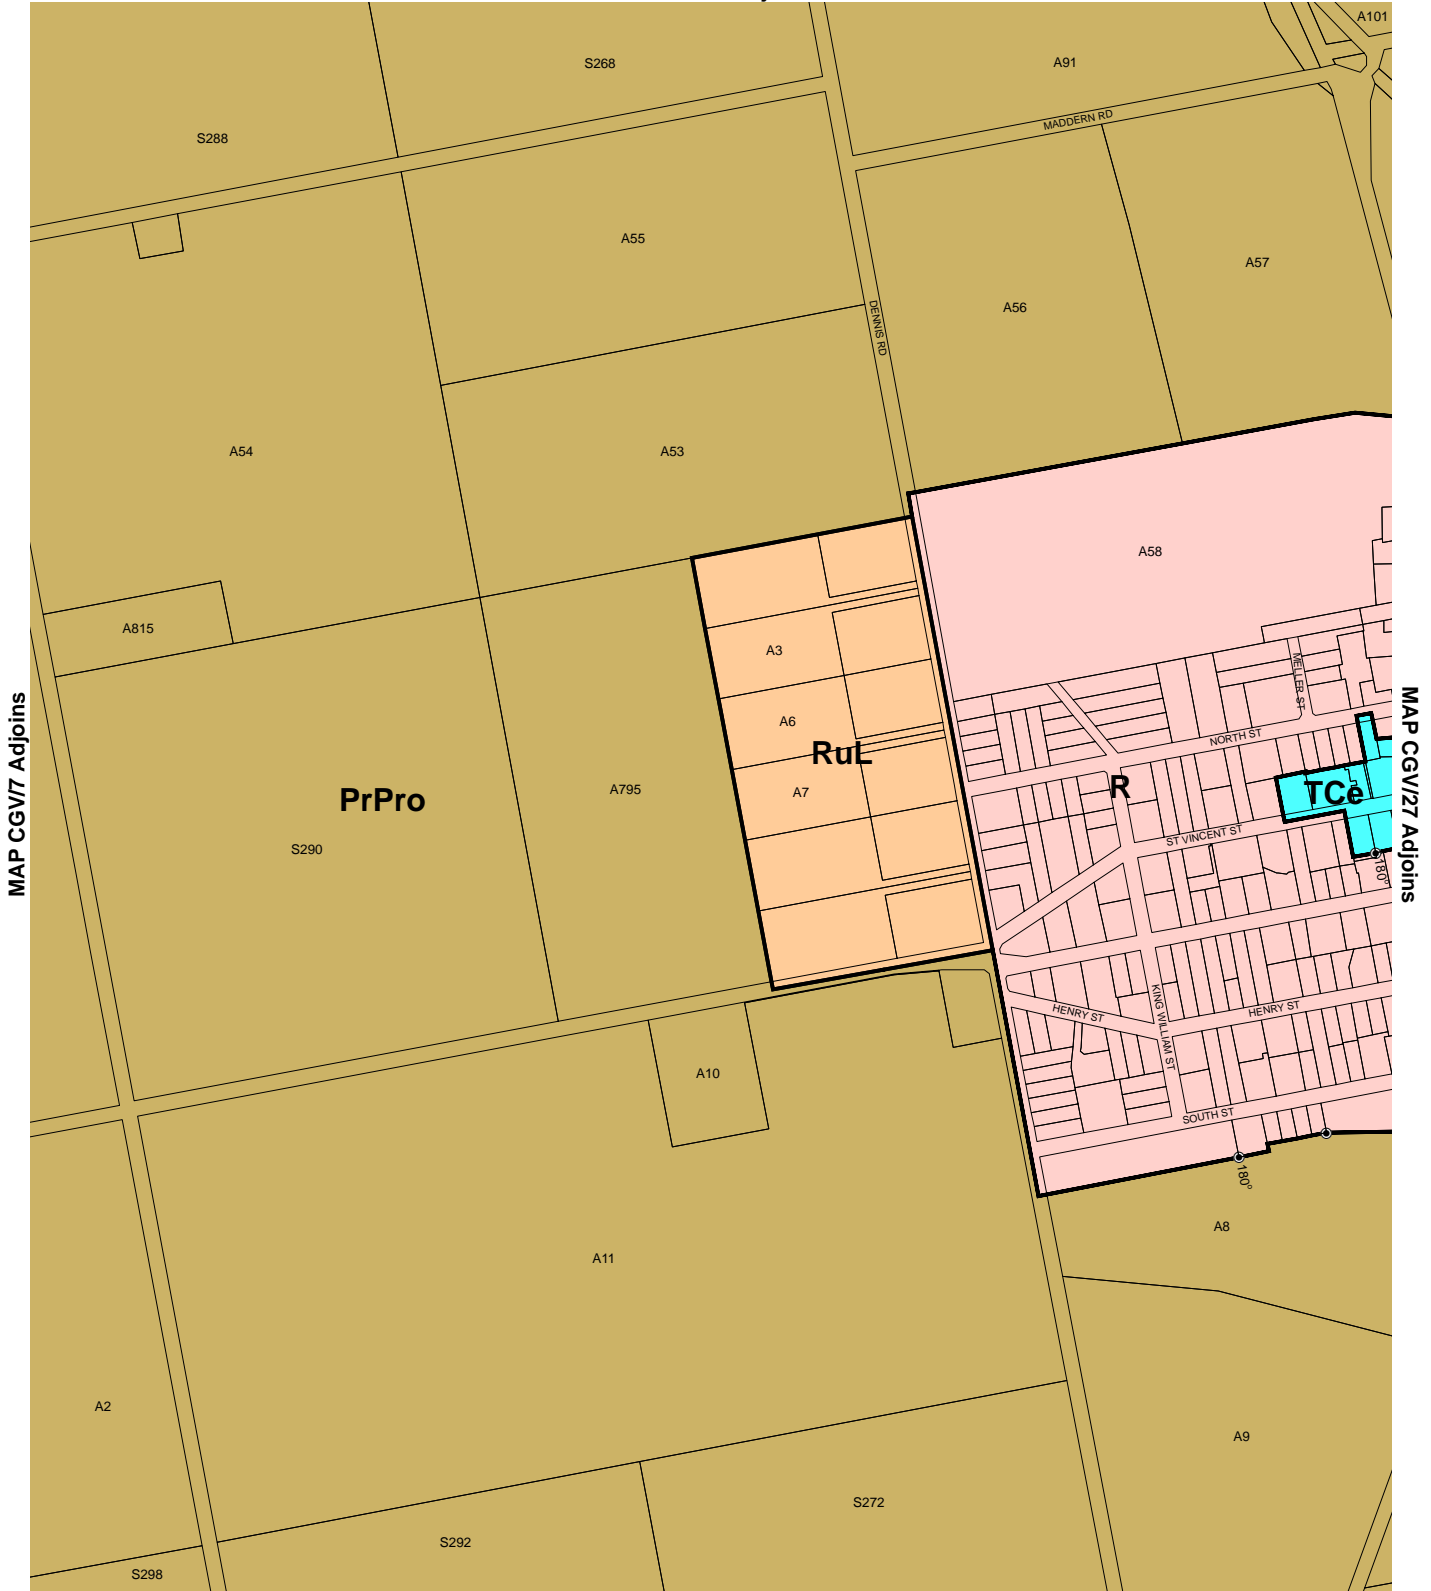 A101
S268
A91
MADDERN RD
S288
A55
A57
A56
DENNIS RD
A54
A53
A58
A815
A3
MELLER ST
A6
NORTH ST
RuL
R
TCe
PrPro
A795
A7
S290
ST VINCENT ST
180°
MAP CGV/7 Adjoins
MAP CGV/27 Adjoins
HENRY ST
HENRY ST
KING WILLIAM ST
A10
SOUTH ST
180°
A8
A11
A2
A9
S272
S292
S298